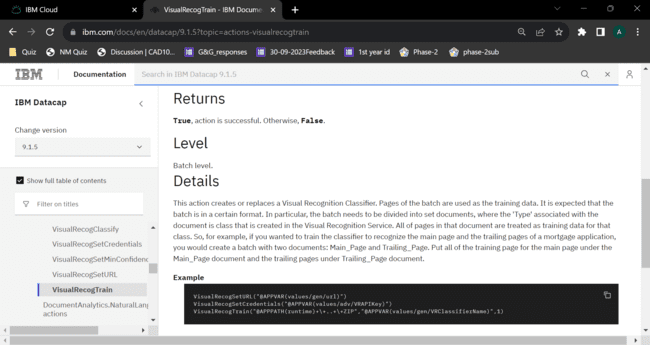 IBM Cloud
VisualRecogTrain - IBM Docume
ibm.com/docs/en/datacap/9.1.5?topic=actions-visualrecogtrain
A
Quiz
NM Quiz
Discussion | CAD10...
G&G_responses
30-09-2023Feedback
1st year id
Phase-2
phase-2sub
IBM
Documentation
Search in IBM Datacap 9.1.5
IBM Datacap
Change version
9.1.5
Show full table of contents
Filter on titles
VisualRecogClassify
VisualRecogSetCredentials
VisualRecogSetMinConfidenc
VisualRecogSetURL
VisualRecogTrain
DocumentAnalytics.NaturalLang
actions
Returns
True, action is successful. Otherwise, False.
Level
Batch level.
Details
This action creates or replaces a Visual Recognition Classifier. Pages of the batch are used as the training data. It is expected that the
batch is in a certain format. In particular, the batch needs to be divided into set documents, where the 'Type' associated with the
document is class that is created in the Visual Recognition Service. All of pages in that document are treated as training data for that
class. So, for example, if you wanted to train the classifier to recognize the main page and the trailing pages of a mortgage application,
you would create a batch with two documents: Main_Page and Trailing_Page. Put all of the training page for the main page under the
Main_Page document and the trailing pages under Trailing_Page document.
Example
VisualRecogSetURL("@APPVAR(values/gen/url)")
VisualRecogSetCredentials("@APPVAR(values/adv/VRAPIKey)")
VisualRecogTrain("@APPPATH(runtime)+\+..+\+ZIP","@APPVAR(values/gen/VRClassifierName)",1)